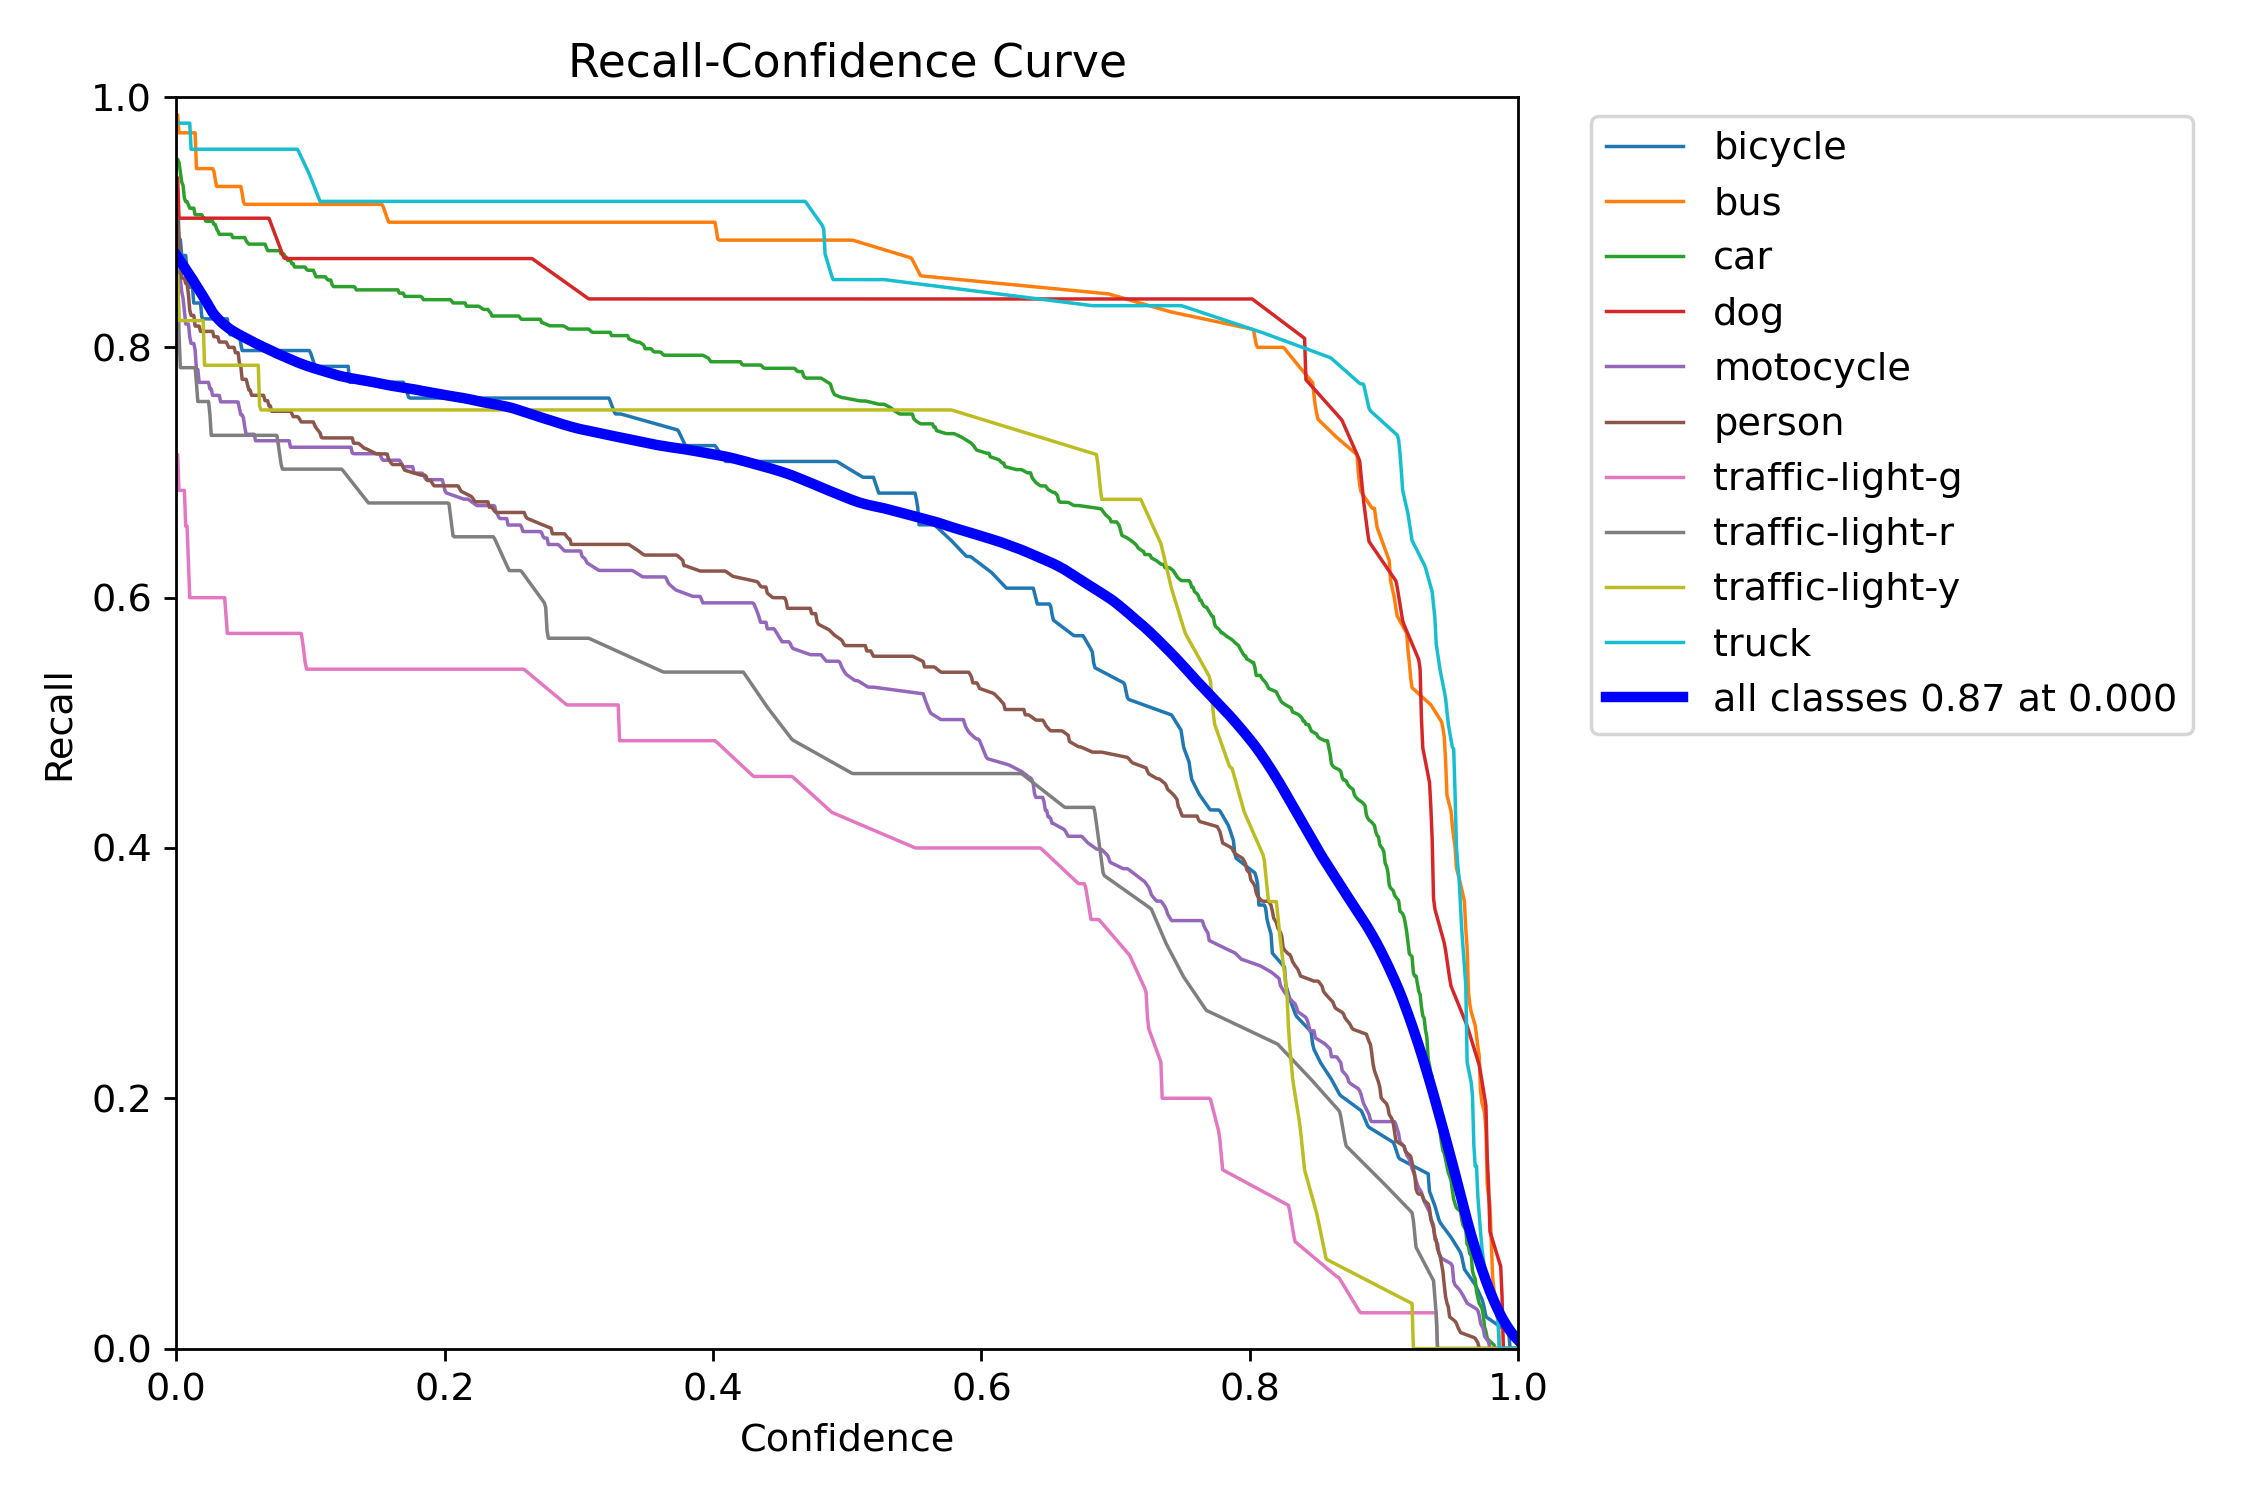 Recall-Confidence Curve
1.0
0.8
0.6
0.4
0.2
0.0
Recall
0.0 0.2 0.4 0.6 0.8 1.0
Confidence
bicycle
bus
car
dog
motocycle
person
traffic-light-g
traffic-light-r
traffic-light-y
truck
all classes 0.87 at 0.000